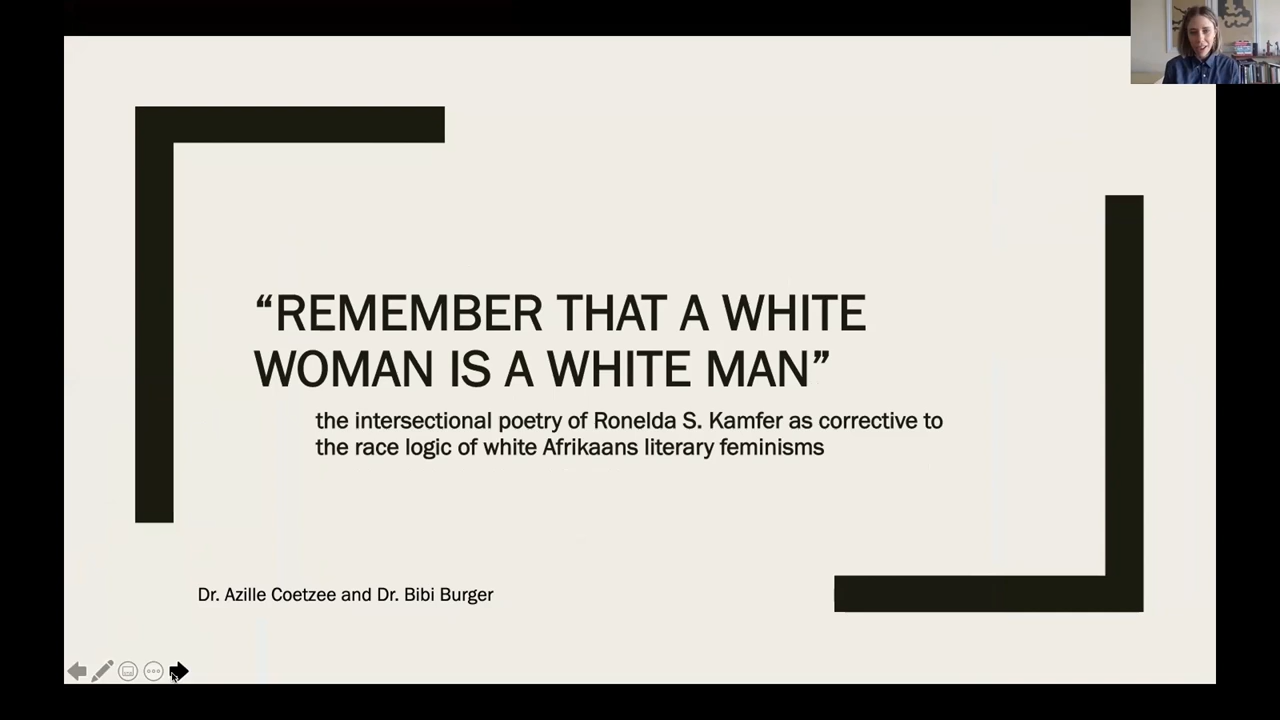 “REMEMBER THAT A WHITE
WOMAN IS A WHITE MAN”
the intersectional poetry of Ronelda S. Kamfer as corrective to
the race logic of white Afrikaans literary feminisms
Dr. Azille Coetzee and Dr. Bibi Burger